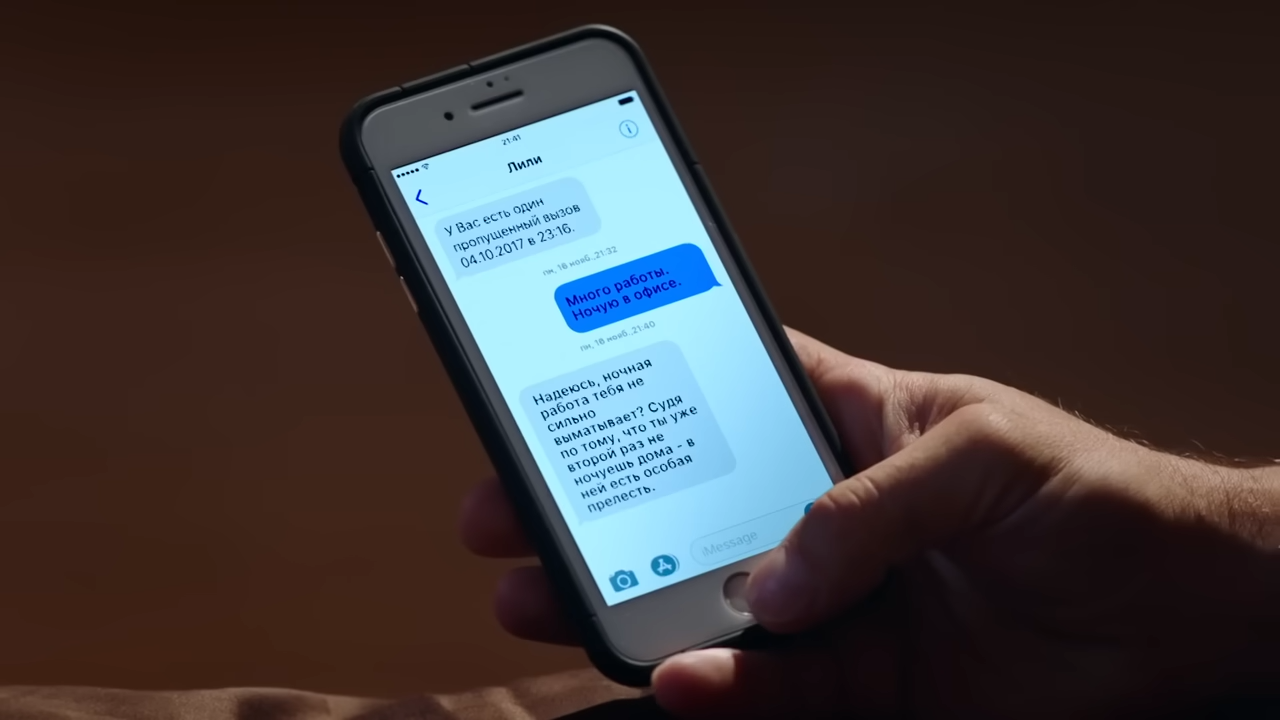 21:41
Лили
У Вас есть один
пропущенный вызов
04.10.2017 в 23:16.
пн, 16 нояб.,21:32
Много работы.
Ночую в офисе.
пн, 16 нояб.,21:40
Надеюсь, ночная
работа тебя не
сильно
выматывает? Судя
по тому, что ты уже
второй раз не
ночуешь дома - в
ней есть особая
прелесть.
iMessage